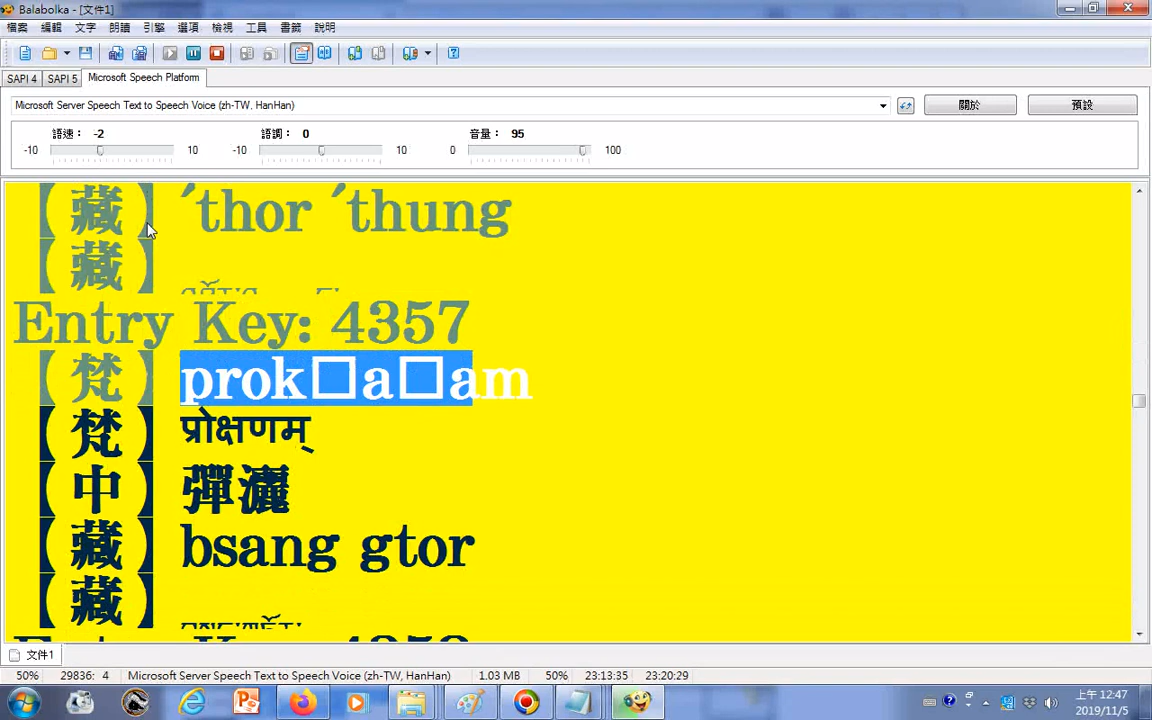 Balabolka - [文件1]
檔案 編輯 文字 朗讀 引擎 選項 檢視 工具 書籤 說明
SAPI 4 SAPI 5 Microsoft Speech Platform
Microsoft Server Speech Text to Speech Voice (zh-TW, HanHan) 關於 預設
語速： -2 語調： 0 音量： 95
-10 10 -10 10 0 100
【藏】 ′thor ′thung
【藏】
Entry Key: 4357
【梵】 prok□a□am
【梵】 प्रोक्षणम्
【中】 彈灑
【藏】 bsang gtor
【藏】
文件1
50% 29836: 4 Microsoft Server Speech Text to Speech Voice (zh-TW, HanHan) 1.03 MB 50% 23:13:35 23:20:29
上午 12:47
2019/11/5